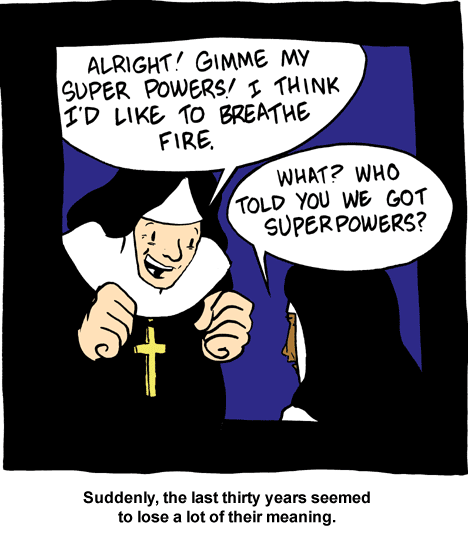 ALRIGHT! GIMME MY
SUPER POWERS! I THINK
I'D LIKE TO BREATHE
FIRE.
WHAT? WHO
TOLD YOU WE GOT
SUPERPOWERS?
Suddenly, the last thirty years seemed
to lose a lot of their meaning.